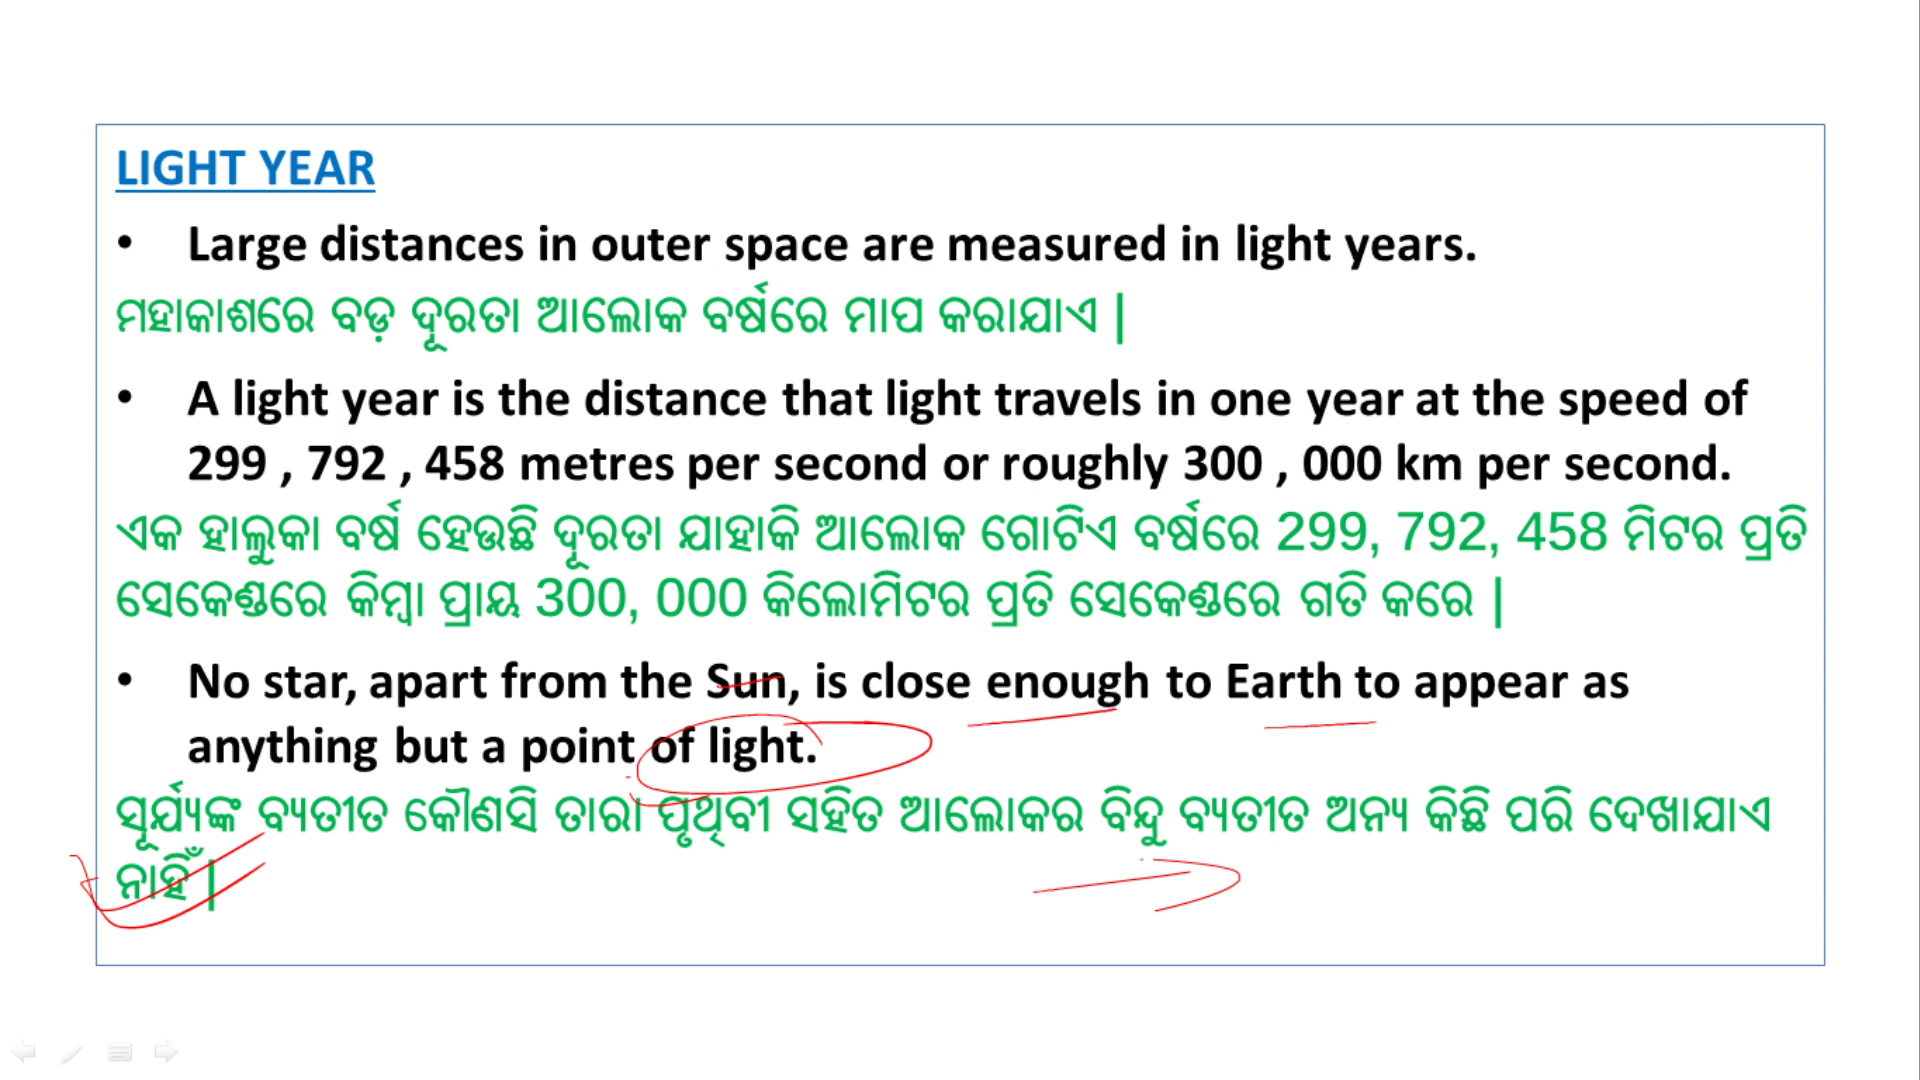 LIGHT YEAR
• Large distances in outer space are measured in light years.
ମହାକାଶରେ ବଡ଼ ଦୂରତା ଆଲୋକ ବର୍ଷରେ ମାପ କରାଯାଏ |
• A light year is the distance that light travels in one year at the speed of
299 , 792 , 458 metres per second or roughly 300 , 000 km per second.
ଏକ ହାଲୁକା ବର୍ଷ ହେଉଛି ଦୂରତା ଯାହାକି ଆଲୋକ ଗୋଟିଏ ବର୍ଷରେ 299, 792, 458 ମିଟର ପ୍ରତି
ସେକେଣ୍ଡରେ କିମ୍ବା ପ୍ରାୟ 300, 000 କିଲୋମିଟର ପ୍ରତି ସେକେଣ୍ଡରେ ଗତି କରେ |
• No star, apart from the Sun, is close enough to Earth to appear as
anything but a point of light.
ସୂର୍ଯ୍ୟଙ୍କ ବ୍ୟତୀତ କୌଣସି ତାରା ପୃଥିବୀ ସହିତ ଆଲୋକର ବିନ୍ଦୁ ବ୍ୟତୀତ ଅନ୍ୟ କିଛି ପରି ଦେଖାଯାଏ
ନାହିଁ |